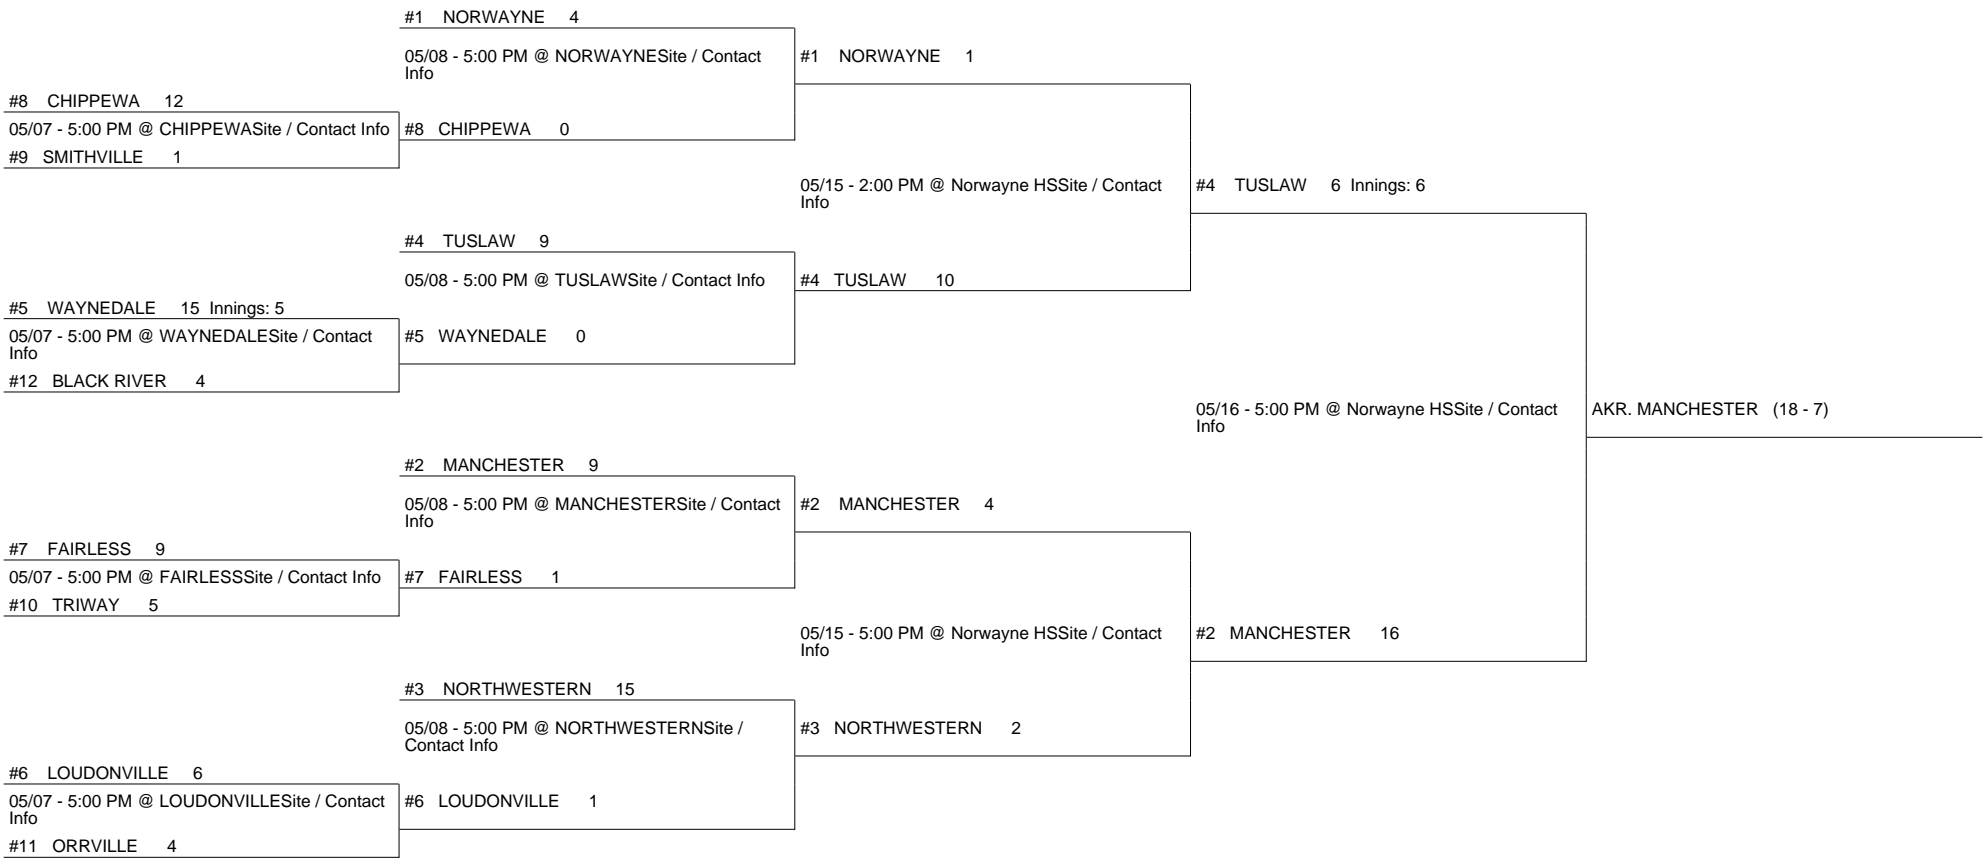 #1 NORWAYNE 4
05/08 - 5:00 PM @ NORWAYNESite / Contact
Info
#1 NORWAYNE 1
#8 CHIPPEWA 12
05/07 - 5:00 PM @ CHIPPEWASite / Contact Info
#8 CHIPPEWA 0
#9 SMITHVILLE 1
05/15 - 2:00 PM @ Norwayne HSSite / Contact
Info
#4 TUSLAW 6 Innings: 6
#4 TUSLAW 9
05/08 - 5:00 PM @ TUSLAWSite / Contact Info
#4 TUSLAW 10
#5 WAYNEDALE 15 Innings: 5
05/07 - 5:00 PM @ WAYNEDALESite / Contact
Info
#5 WAYNEDALE 0
#12 BLACK RIVER 4
05/16 - 5:00 PM @ Norwayne HSSite / Contact
Info
AKR. MANCHESTER (18 - 7)
#2 MANCHESTER 9
05/08 - 5:00 PM @ MANCHESTERSite / Contact
Info
#2 MANCHESTER 4
#7 FAIRLESS 9
05/07 - 5:00 PM @ FAIRLESSSite / Contact Info
#7 FAIRLESS 1
#10 TRIWAY 5
05/15 - 5:00 PM @ Norwayne HSSite / Contact
Info
#2 MANCHESTER 16
#3 NORTHWESTERN 15
05/08 - 5:00 PM @ NORTHWESTERNSite /
Contact Info
#3 NORTHWESTERN 2
#6 LOUDONVILLE 6
05/07 - 5:00 PM @ LOUDONVILLESite / Contact
Info
#6 LOUDONVILLE 1
#11 ORRVILLE 4